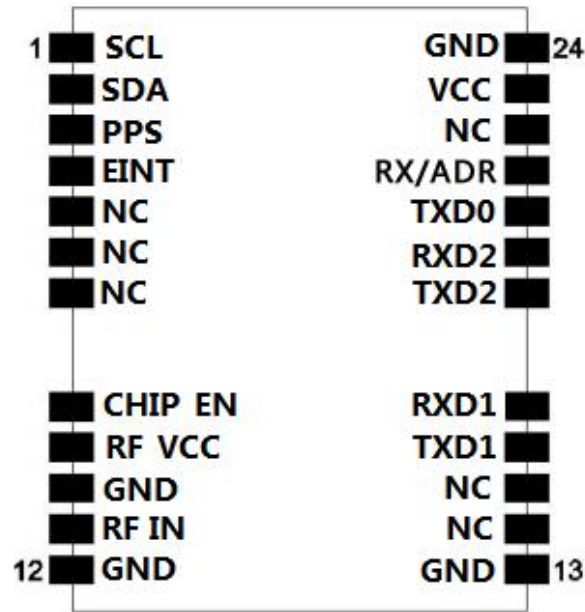 1 SCL GND 24
SDA VCC
PPS NC
EINT RX/ADR
NC TXD0
NC RXD2
NC TXD2
CHIP EN RXD1
RF VCC TXD1
GND NC
RF IN NC
12 GND GND 13